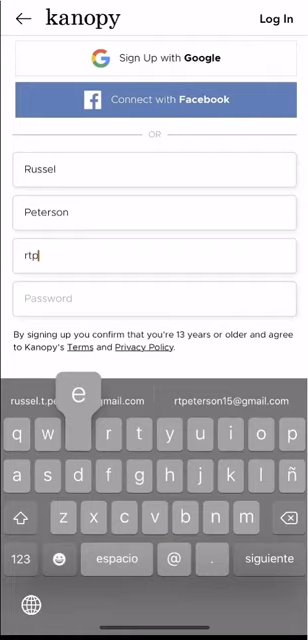 kanopy Log In
Sign Up with Google
Connect with Facebook
OR
Russel
Peterson
rtp
Password
By signing up you confirm that you're 13 years or older and agree
to Kanopy's Terms and Privacy Policy.
e
gmail.com rtpeterson15@gmail.com
q w r t y u i o p
a s d f g h j k l ñ
z x c v b n m
123 espacio @ . siguiente